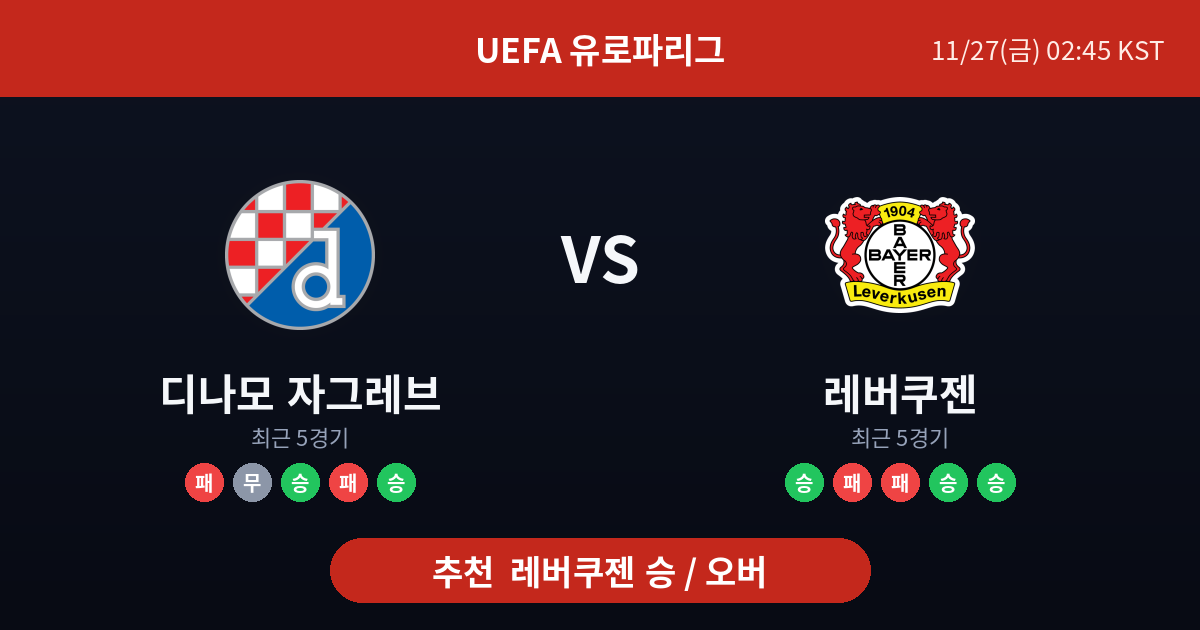 UEFA 유로파리그
11/27(금) 02:45 KST
1904
BAYER
BAYER
Leverkusen
d
VS
디나모 자그레브
레버쿠젠
최근 5경기
최근 5경기
패 무 승 패 승
승 패 패 승 승
추천 레버쿠젠 승 / 오버